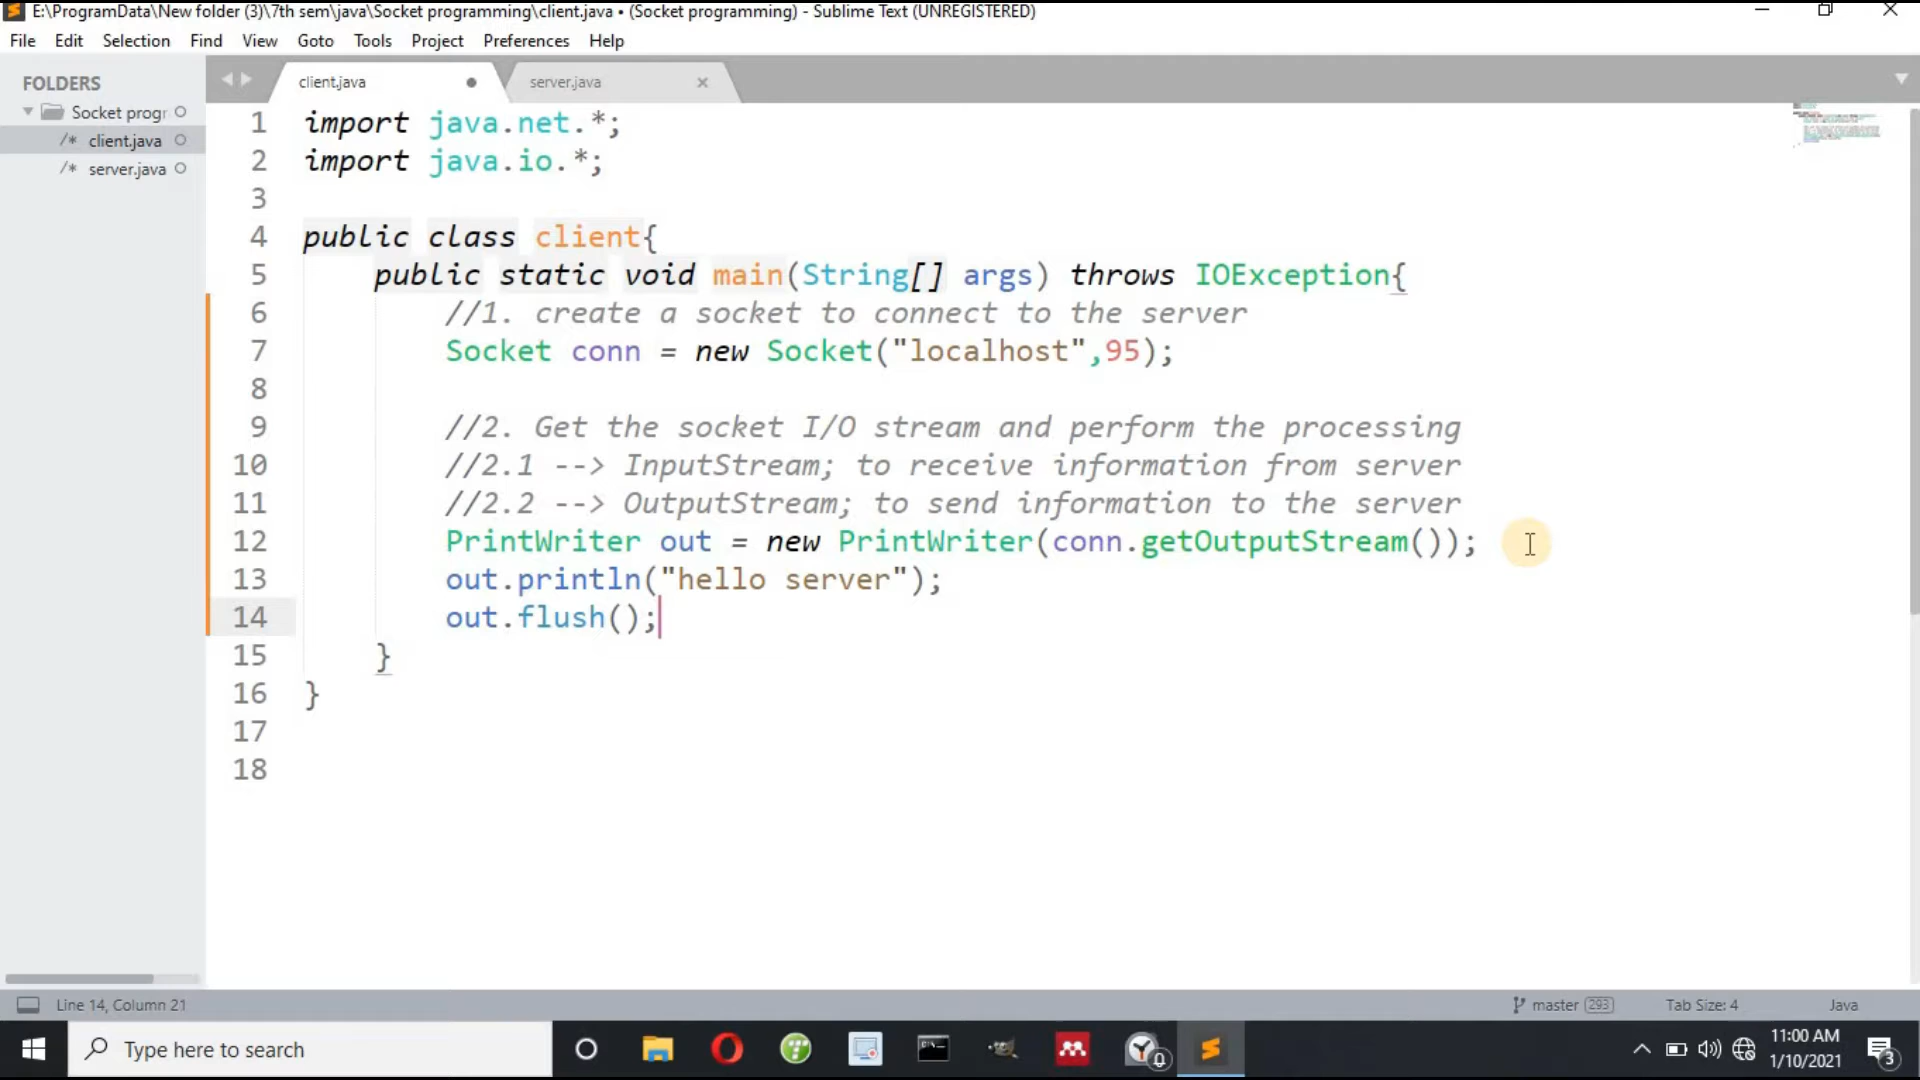 E:\ProgramData\New folder (3)\7th sem\java\Socket programming\client.java • (Socket programming) - Sublime Text (UNREGISTERED)
File Edit Selection Find View Goto Tools Project Preferences Help
FOLDERS
Socket progr
/* client.java
/* server.java
client.java server.java
1 import java.net.*;
2 import java.io.*;
3
4 public class client{
5 public static void main(String[] args) throws IOException{
6 //1. create a socket to connect to the server
7 Socket conn = new Socket("localhost",95);
8
9 //2. Get the socket I/O stream and perform the processing
10 //2.1 --> InputStream; to receive information from server
11 //2.2 --> OutputStream; to send information to the server
12 PrintWriter out = new PrintWriter(conn.getOutputStream());
13 out.println("hello server");
14 out.flush();
15 }
16 }
17
18
Line 14, Column 21 master 293 Tab Size: 4 Java
Type here to search
11:00 AM
1/10/2021
3